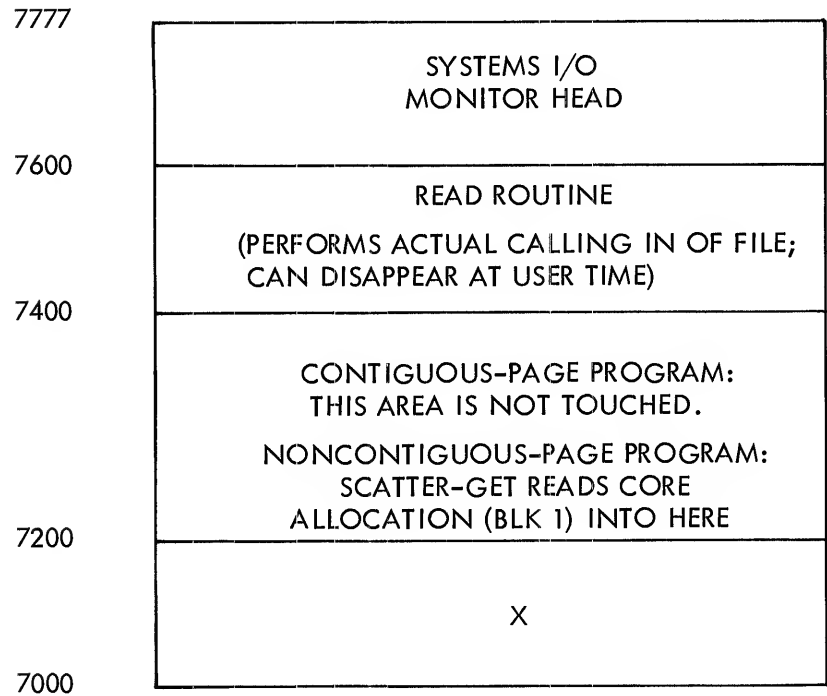 7777
SYSTEMS I/O
MONITOR HEAD
7600
READ ROUTINE
(PERFORMS ACTUAL CALLING IN OF FILE;
CAN DISAPPEAR AT USER TIME)
7400
CONTIGUOUS-PAGE PROGRAM:
THIS AREA IS NOT TOUCHED.
NONCONTIGUOUS-PAGE PROGRAM:
SCATTER-GET READS CORE
ALLOCATION (BLK 1) INTO HERE
7200
X
7000